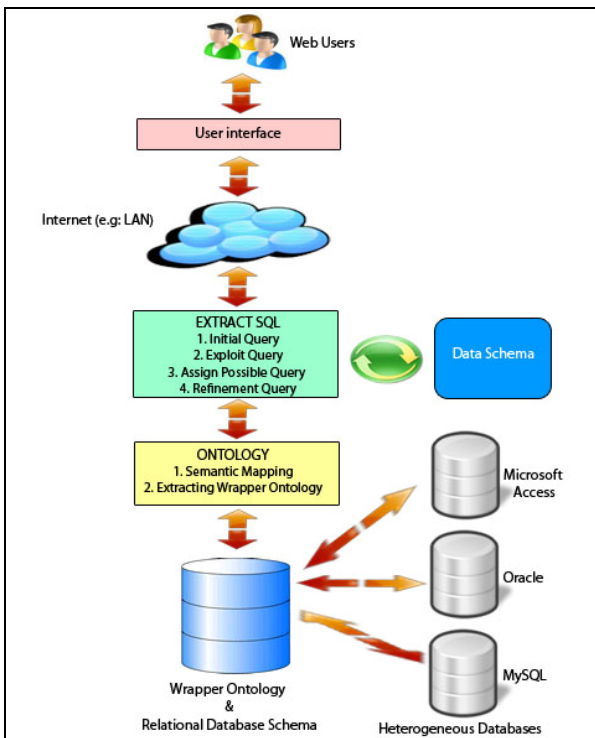 Web Users
User interface
Internet (e.g: LAN)
EXTRACT SQL
1. Initial Query
2. Exploit Query
3. Assign Possible Query
4. Refinement Query
Data Schema
ONTOLOGY
1. Semantic Mapping
2. Extracting Wrapper Ontology
Microsoft
Access
Oracle
MySQL
Wrapper Ontology
&
Relational Database Schema
Heterogeneous Databases